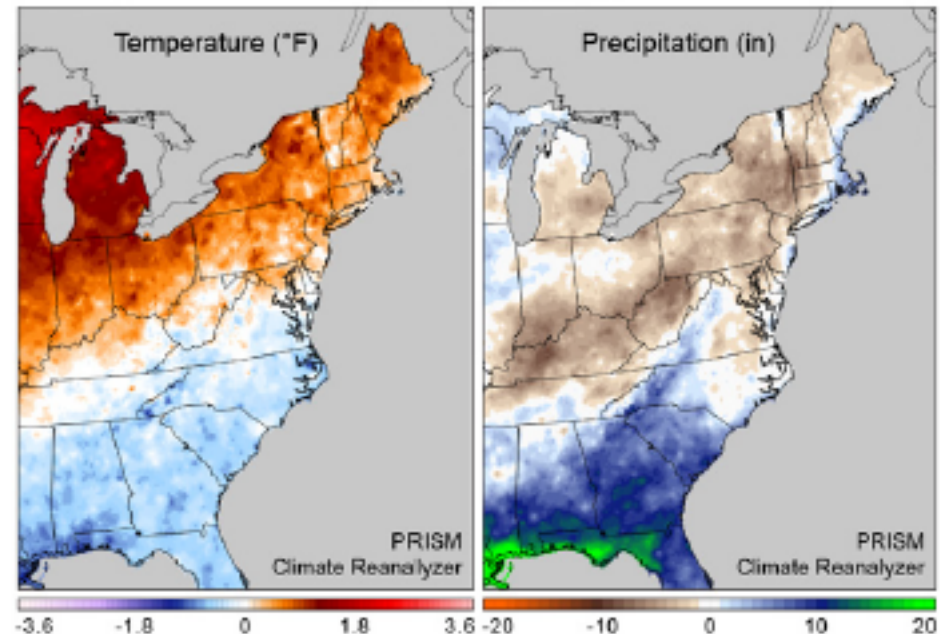 Temperature (°F)
Precipitation (in)
PRISM
Climate Reanalyzer
PRISM
Climate Reanalyzer
-3.6 -1.8 0 1.8 3.6
-20 -10 0 10 20